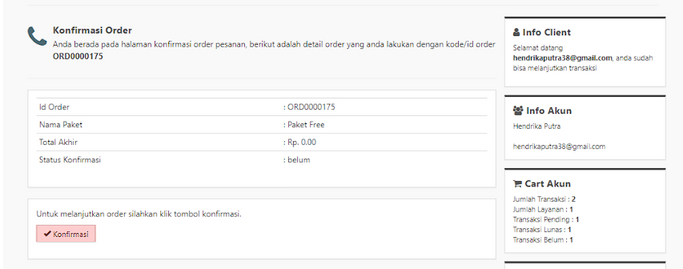 Konfirmasi Order
Anda berada pada halaman konfirmasi order pesanan, berikut adalah detail order yang anda lakukan dengan kode/id order
ORD0000175
Id Order : ORD0000175
Nama Paket : Paket Free
Total Akhir : Rp. 0.00
Status Konfirmasi : belum
Untuk melanjutkan order silahkan klik tombol konfirmasi.
Konfirmasi
Info Client
Selamat datang
hendrikaputra38@gmail.com, anda sudah
bisa melanjutkan transaksi
Info Akun
Hendrika Putra
hendrikaputra38@gmail.com
Cart Akun
Jumlah Transaksi : 2
Jumlah Layanan : 1
Transaksi Pending : 1
Transaksi Lunas : 1
Transaksi Belum : 1